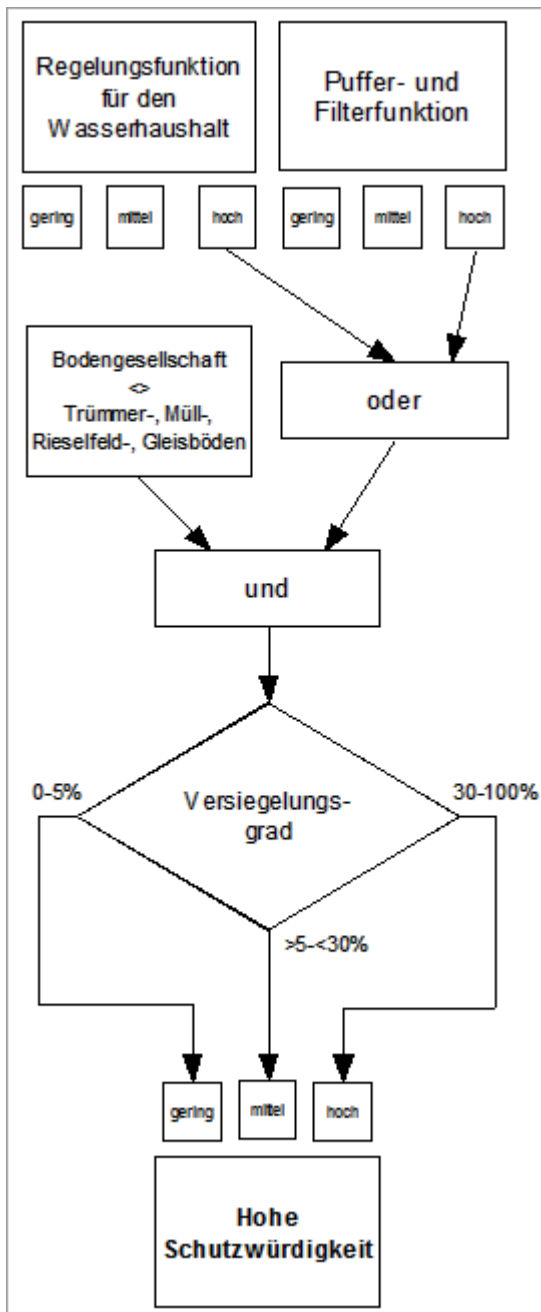 Regelungsfunktion
für den
Wasserhaushalt
Puffer- und
Filterfunktion
gering
mittel
hoch
gering
mittel
hoch
Bodengesellschaft
<>
Trümmer-, Müll-,
Rieselfeld-, Gleisböden
oder
und
0-5%
Versiegelungs-
grad
30-100%
>5-<30%
gering
mittel
hoch
Hohe
Schutzwürdigkeit